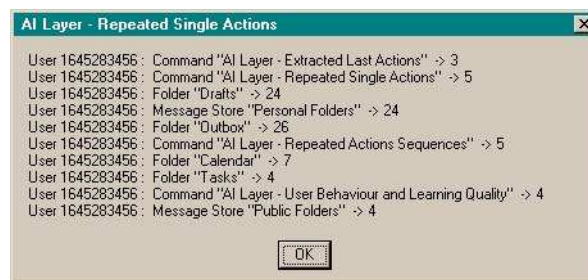 AI Layer - Repeated Single Actions
User 1645283456 : Command "AI Layer - Extracted Last Actions" -> 3
User 1645283456 : Command "AI Layer - Repeated Single Actions" -> 5
User 1645283456 : Folder "Drafts" -> 24
User 1645283456 : Message Store "Personal Folders" -> 24
User 1645283456 : Folder "Outbox" -> 26
User 1645283456 : Command "AI Layer - Repeated Actions Sequences" -> 5
User 1645283456 : Folder "Calendar" -> 7
User 1645283456 : Folder "Tasks" -> 4
User 1645283456 : Command "AI Layer - User Behaviour and Learning Quality" -> 4
User 1645283456 : Message Store "Public Folders" -> 4
OK